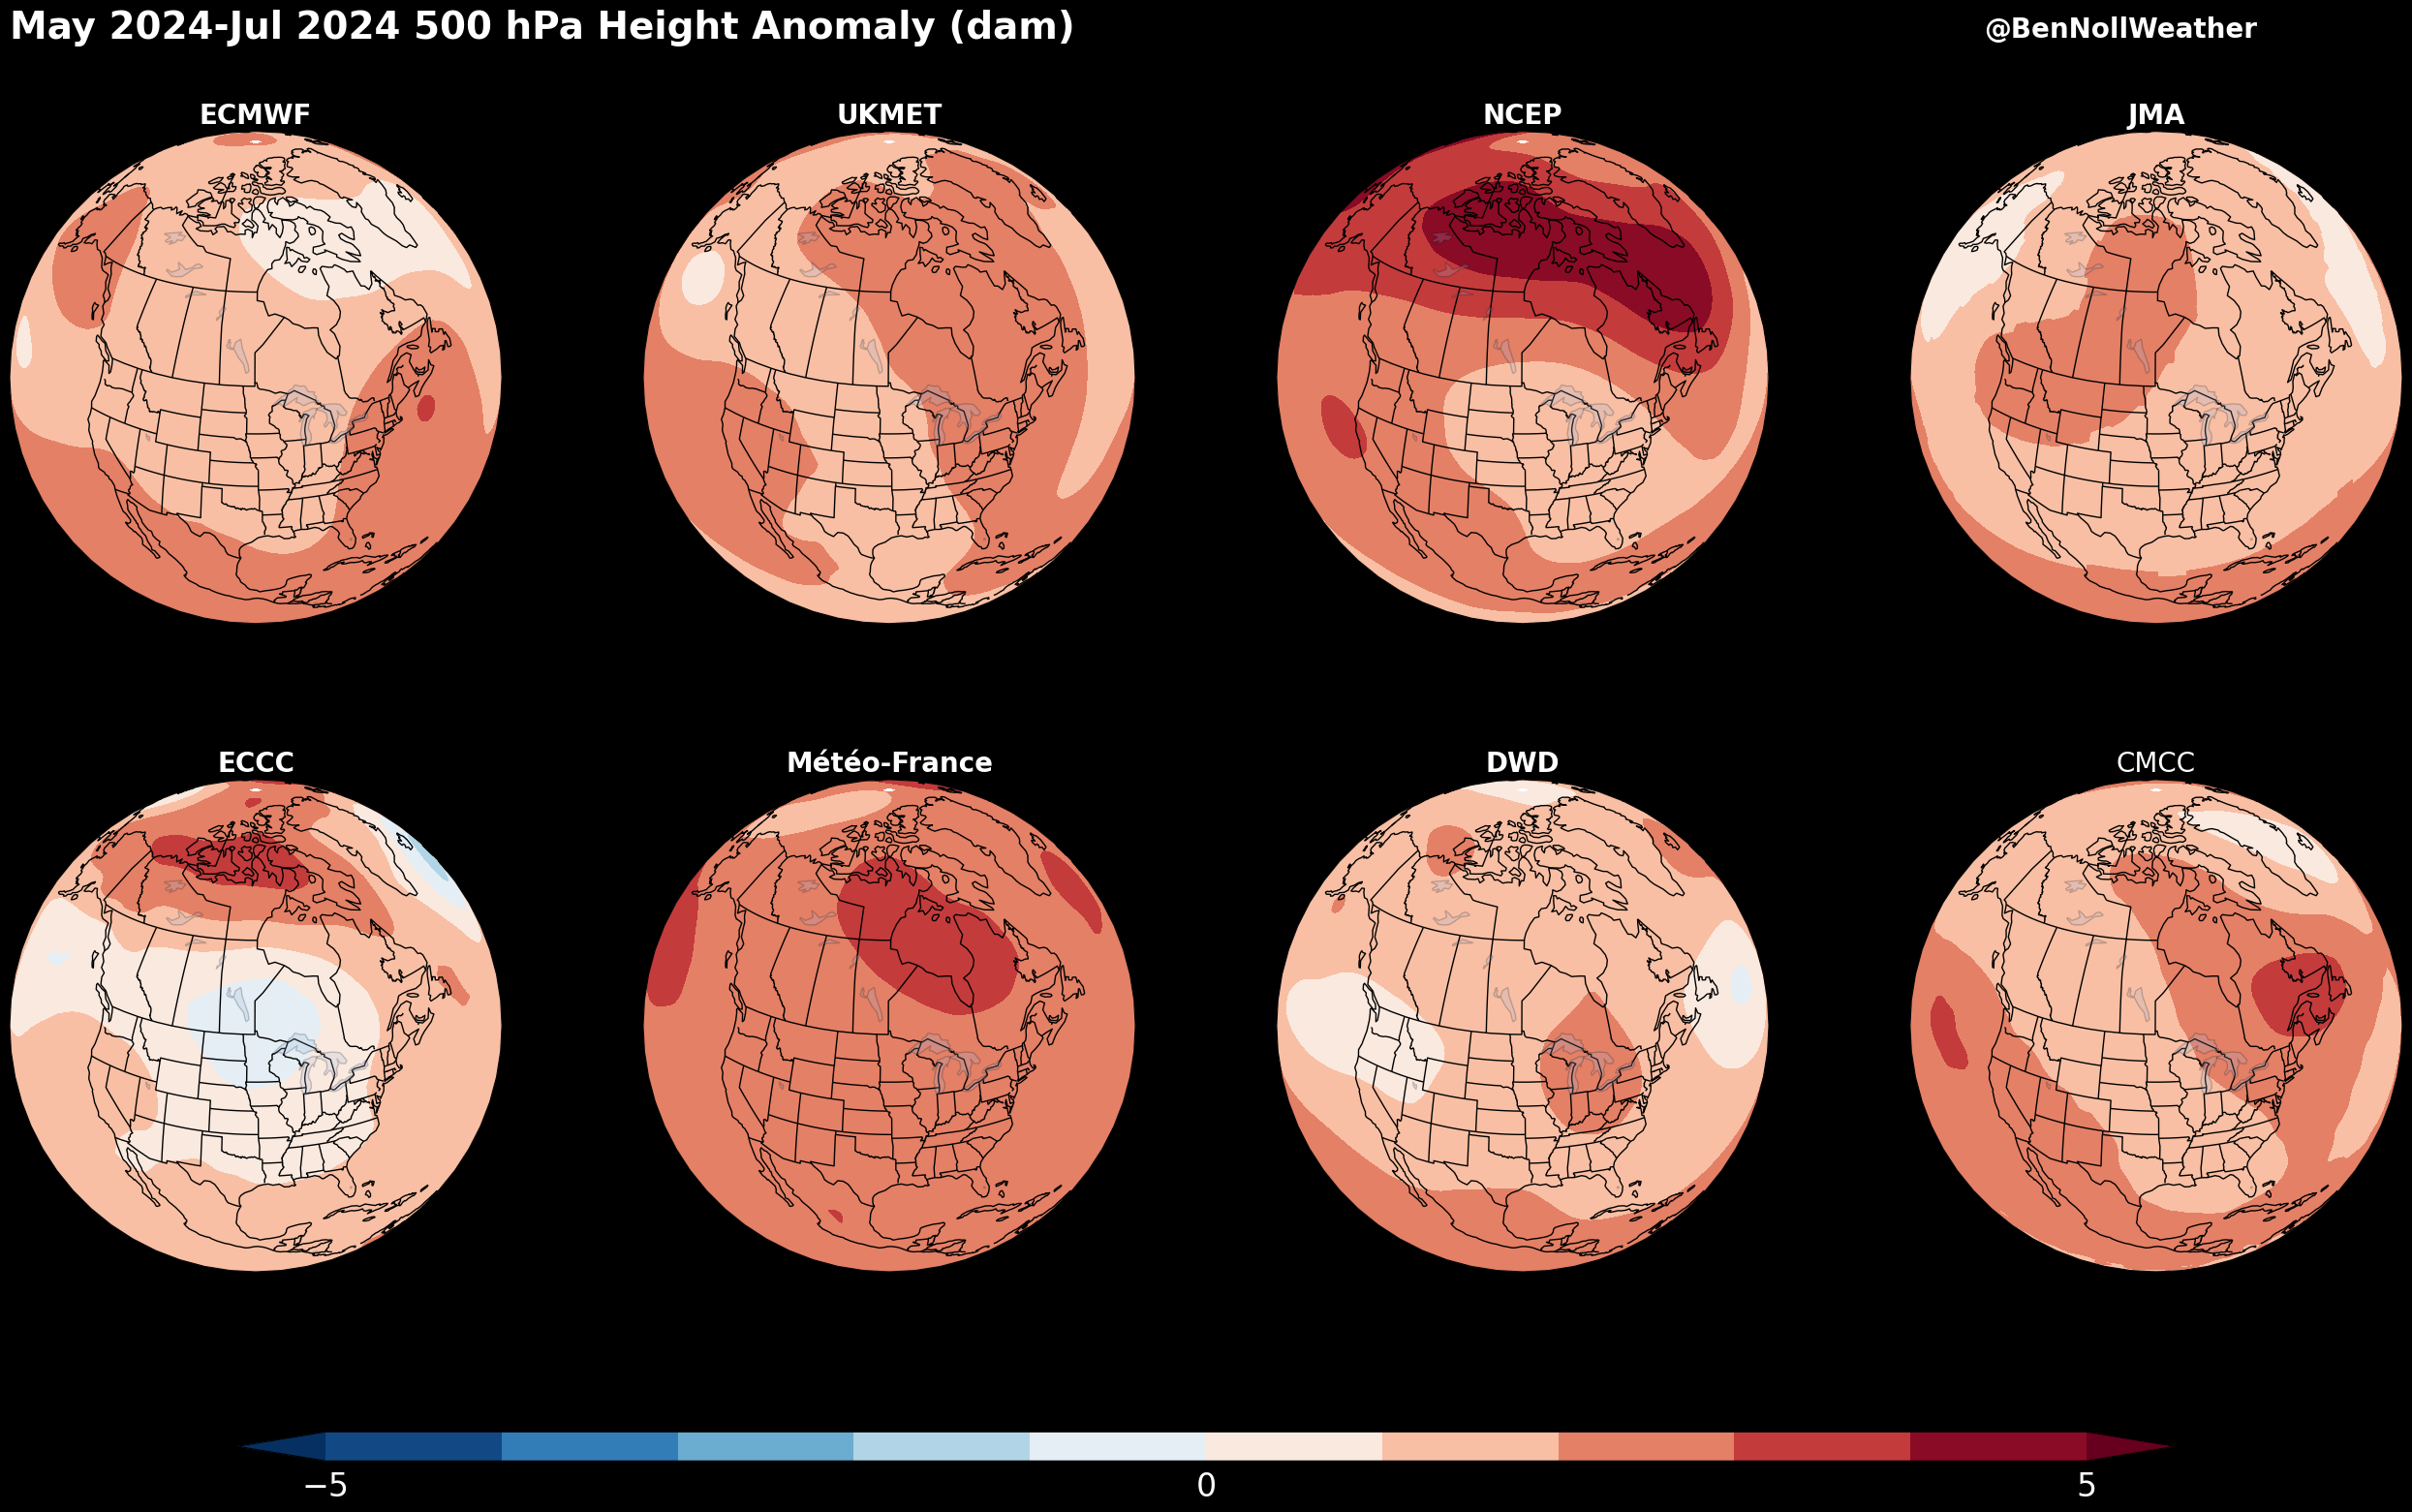 May 2024-Jul 2024 500 hPa Height Anomaly (dam)
@BenNollWeather
ECMWF
UKMET
NCEP
JMA
ECCC
Météo-France
DWD
CMCC
−5
0
5